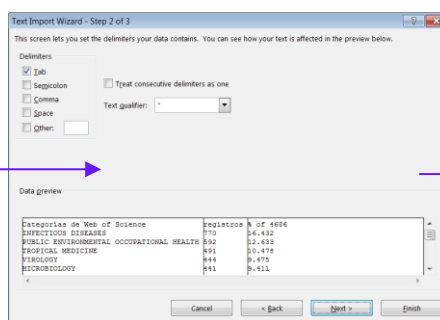 Text Import Wizard - Step 2 of 3
This screen lets you set the delimiters your data contains. You can see how your text is affected in the preview below.
Delimiters
Tab
Semicolon
Comma
Space
Other:
Treat consecutive delimiters as one
Text qualifier: "
Data preview
Categorias de Web of Science registros % of 4686
INFECTIOUS DISEASES 770 16.432
PUBLIC ENVIRONMENTAL OCCUPATIONAL HEALTH 592 12.633
TROPICAL MEDICINE 491 10.478
VIROLOGY 444 9.475
MICROBIOLOGY 441 9.411
Cancel < Back Next > Finish